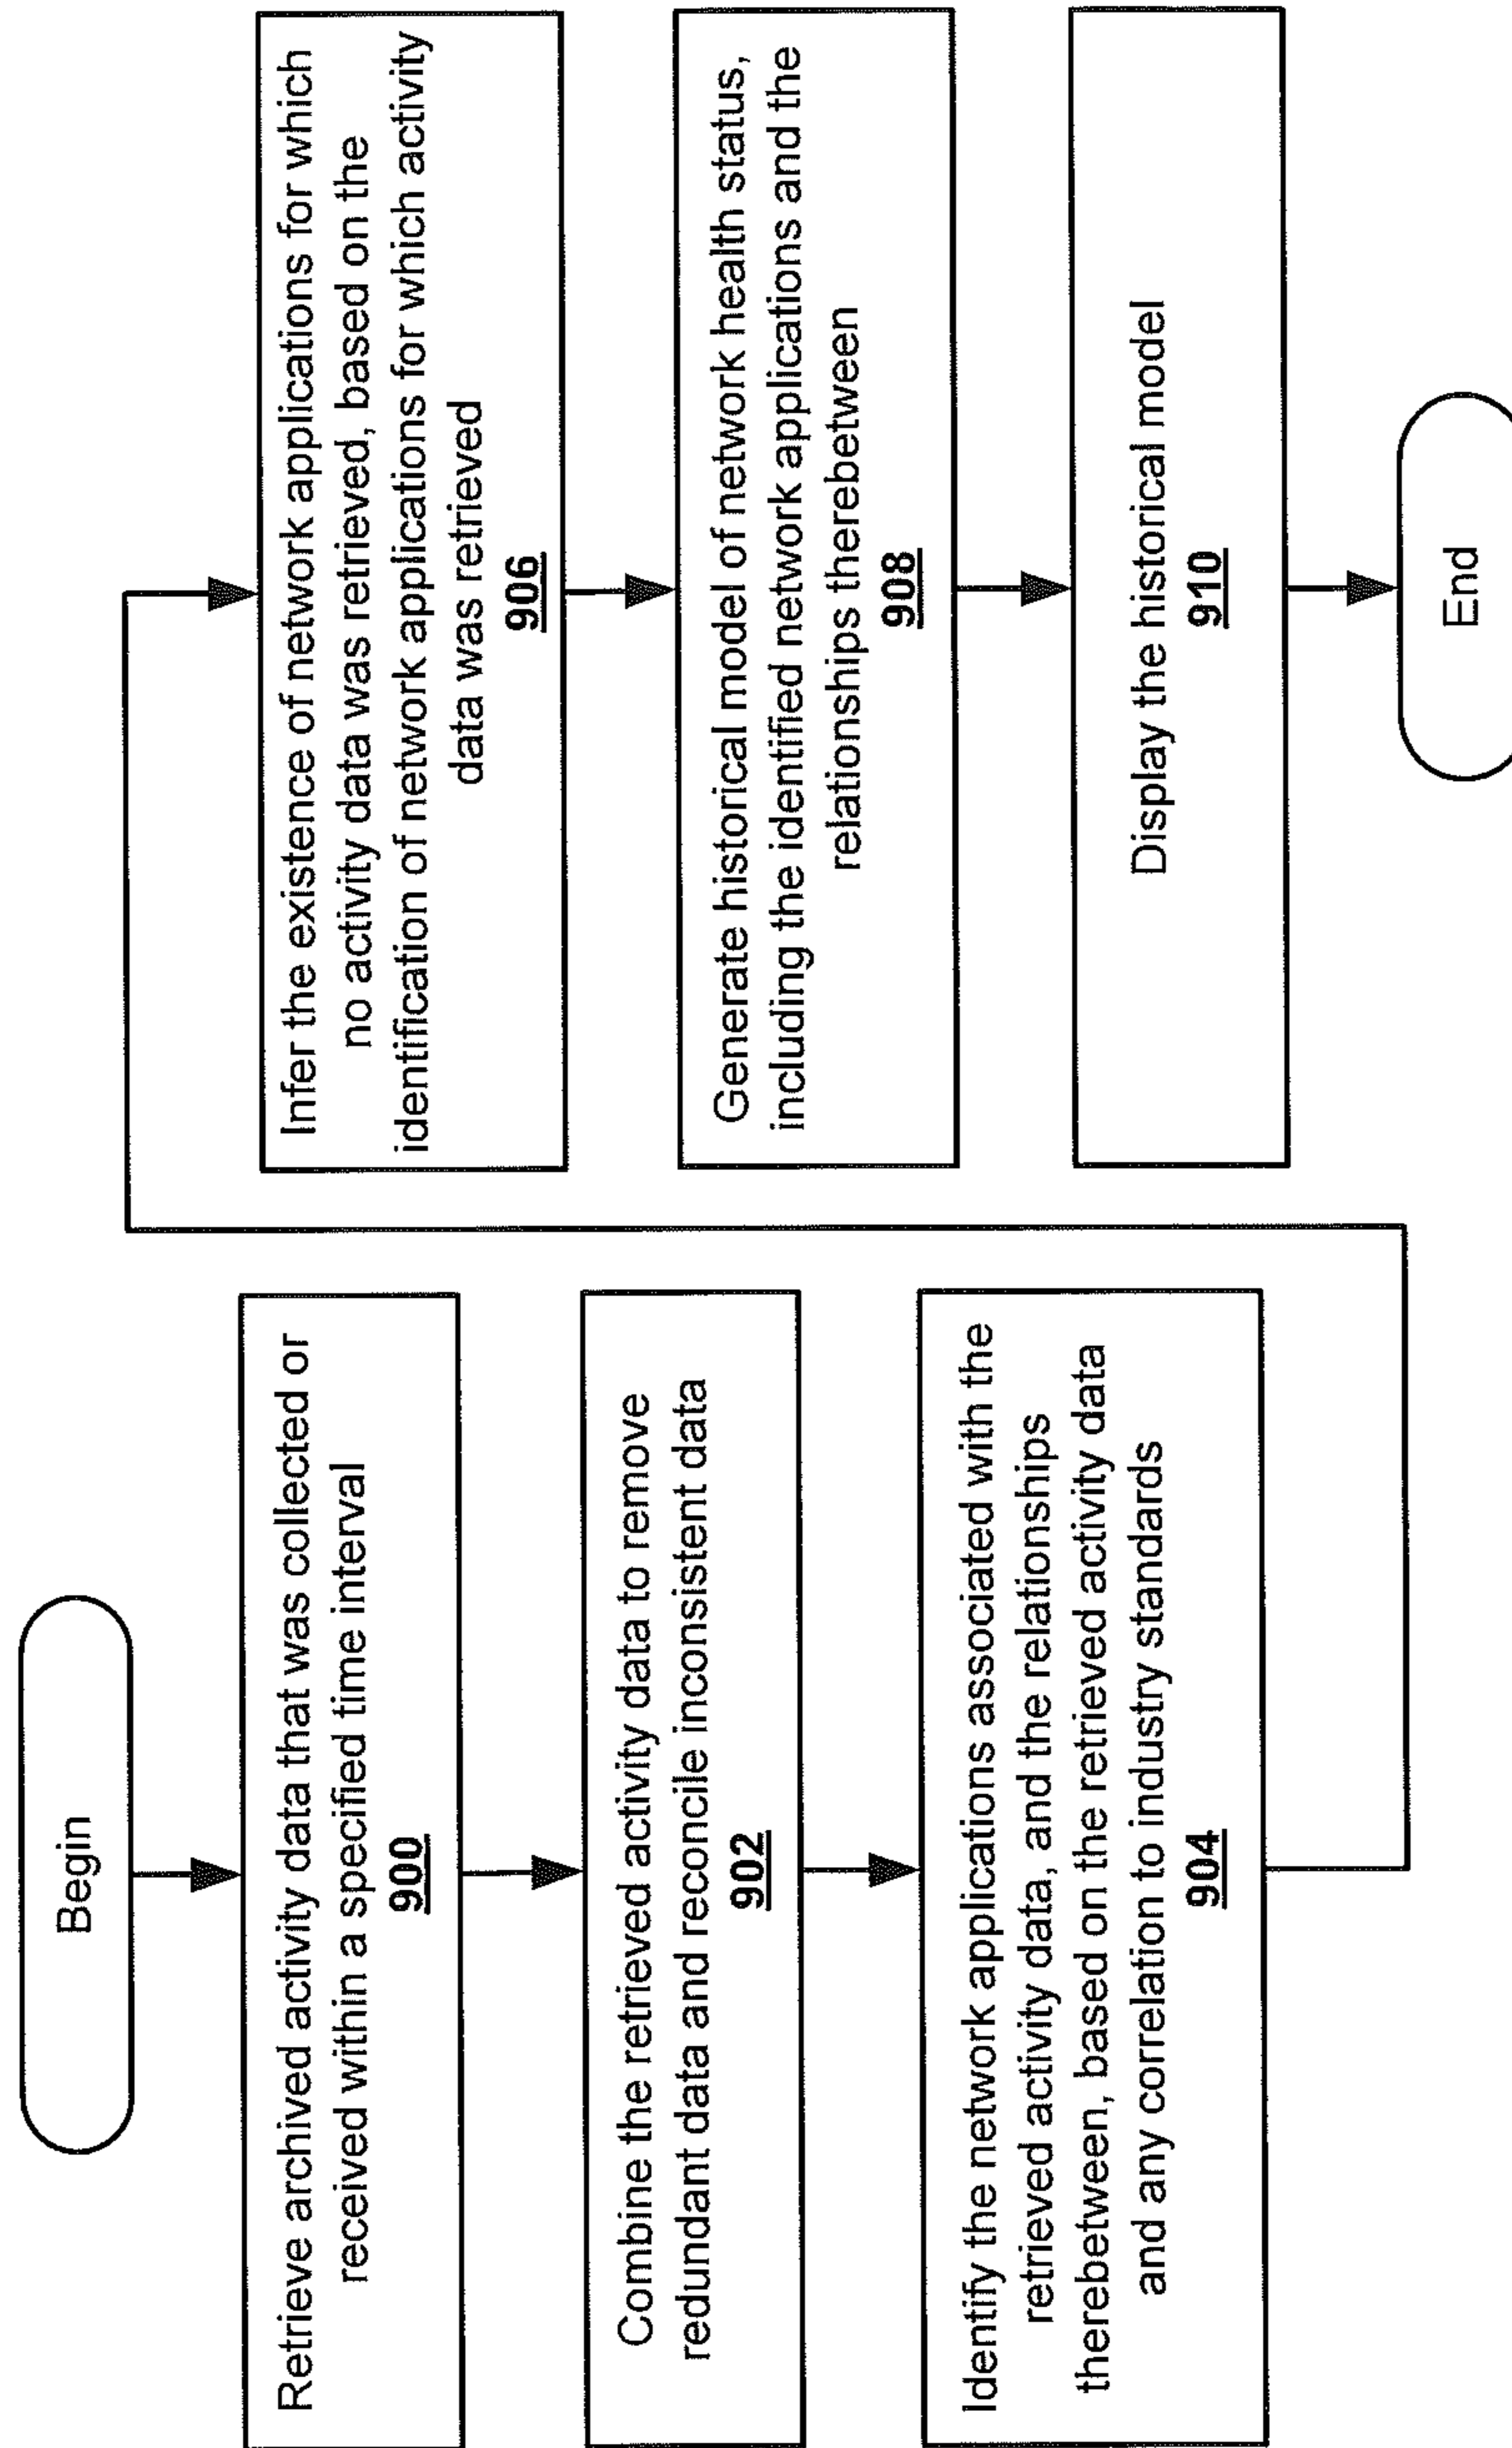 Begin
Retrieve archived activity data that was collected or
received within a specified time interval
900
Combine the retrieved activity data to remove
redundant data and reconcile inconsistent data
902
Identify the network applications associated with the
retrieved activity data, and the relationships
therebetween, based on the retrieved activity data
and any correlation to industry standards
904
Infer the existence of network applications for which
no activity data was retrieved, based on the
identification of network applications for which activity
data was retrieved
906
Generate historical model of network health status,
including the identified network applications and the
relationships therebetween
908
Display the historical model
910
End